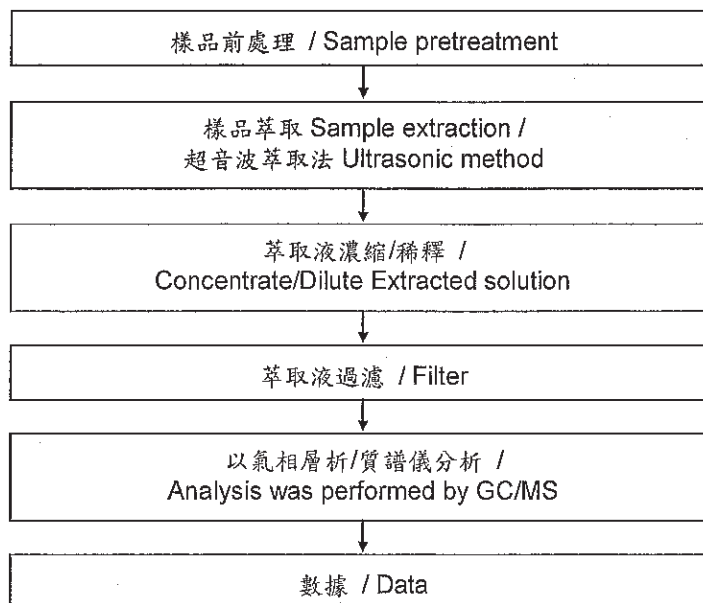 樣品前處理 / Sample pretreatment
樣品萃取 Sample extraction /
超音波萃取法 Ultrasonic method
萃取液濃縮/稀釋 /
Concentrate/Dilute Extracted solution
萃取液過濾 / Filter
以氣相層析/質譜儀分析 /
Analysis was performed by GC/MS
數據 / Data